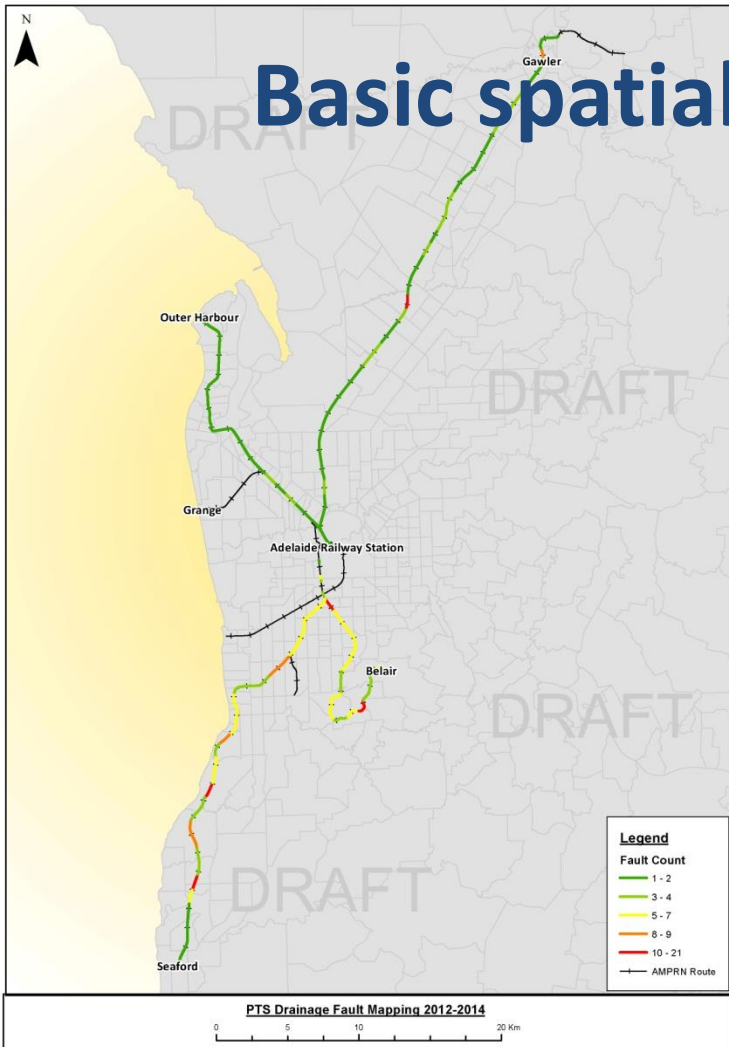 N
Basic spatial
Gawler
DRAFT
Outer Harbour
DRAFT
Grange
Adelaide Railway Station
Belair
DRAFT
DRAFT
Seaford
Legend
Fault Count
1 - 2
3 - 4
5 - 7
8 - 9
10 - 21
AMPRN Route
PTS Drainage Fault Mapping 2012-2014
0 5 10 20 Km